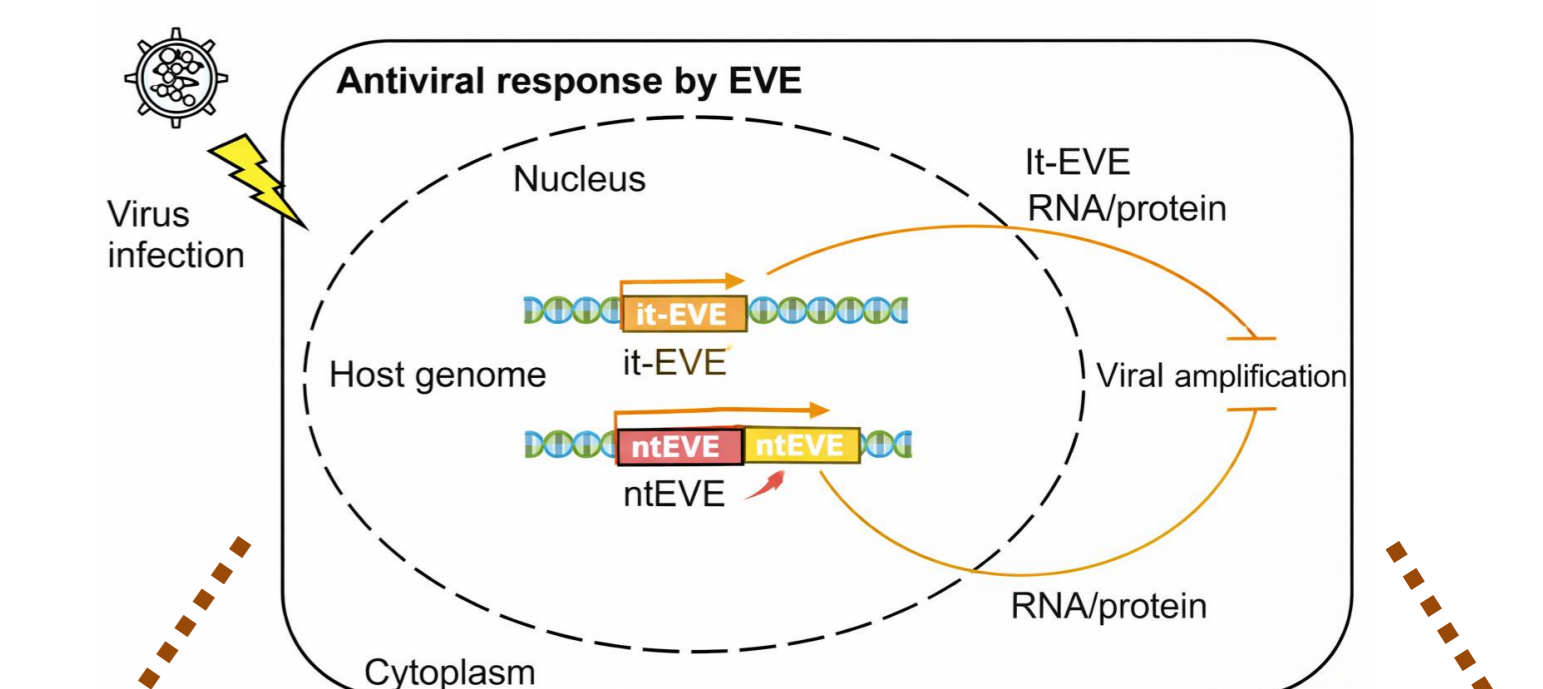 Antiviral response by EVE
Nucleus
It-EVE
RNA/protein
Virus
infection
it-EVE
it-EVE
Host genome
Viral amplification
ntEVE ntEVE
ntEVE
RNA/protein
Cytoplasm